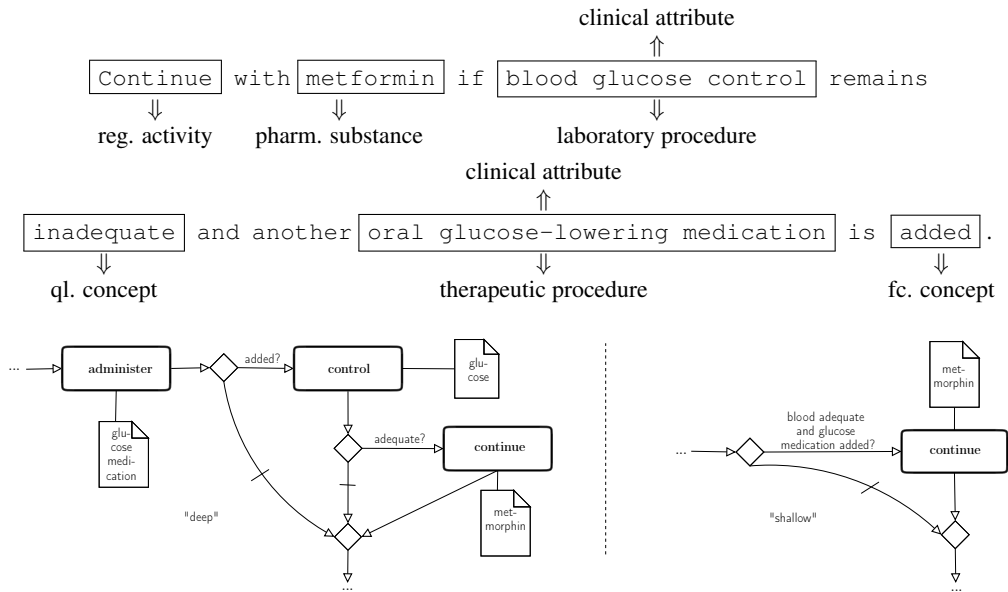 clinical attribute
Continue with metformin if blood glucose control remains
reg. activity pharm. substance laboratory procedure
clinical attribute
inadequate and another oral glucose-lowering medication is added.
ql. concept therapeutic procedure fc. concept
...
administer
added?
control
glu-
cose
glu-
cose
medi-
cation
adequate?
continue
met-
morphin
"deep"
...
met-
morphin
blood adequate
and glucose
medication added?
...
continue
"shallow"
...